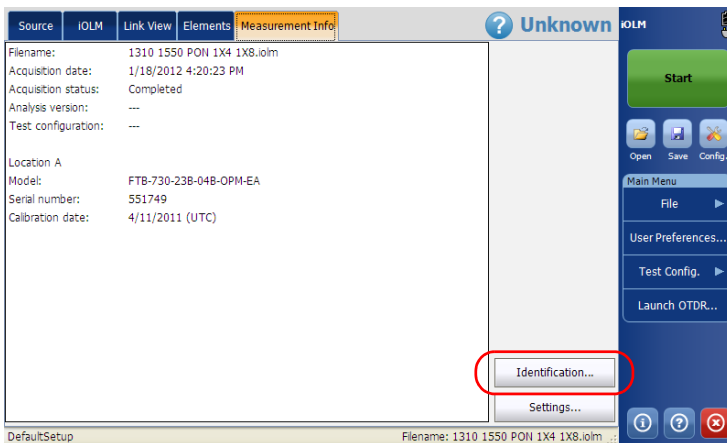 Source iOLM Link View Elements Measurement Info ? Unknown iOLM
Filename: 1310 1550 PON 1X4 1X8.iolm
Acquisition date: 1/18/2012 4:20:23 PM
Acquisition status: Completed
Analysis version: ---
Test configuration: ---
Location A
Model: FTB-730-23B-04B-OPM-EA
Serial number: 551749
Calibration date: 4/11/2011 (UTC)
Identification...
Settings...
Start
Open Save Config.
Main Menu
File
User Preferences...
Test Config.
Launch OTDR...
DefaultSetup Filename: 1310 1550 PON 1X4 1X8.iolm